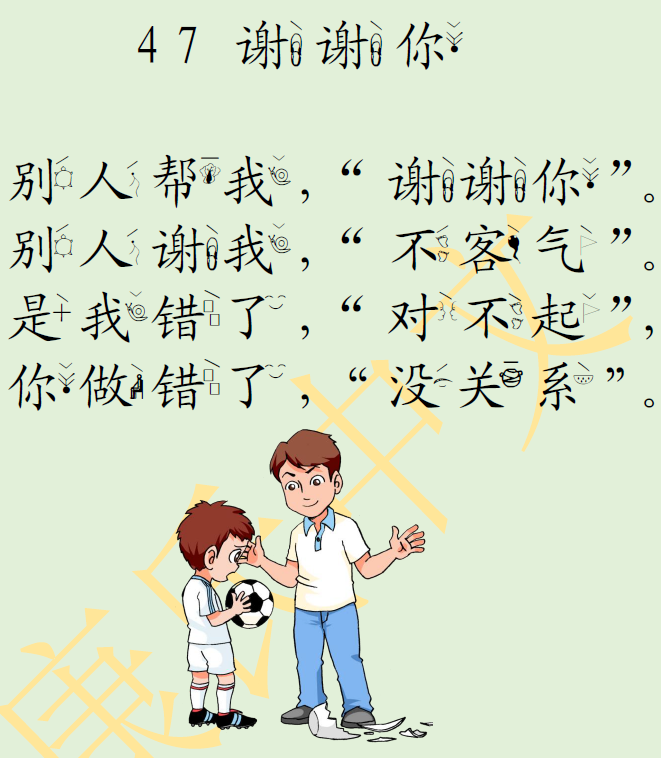 47 谢谢你
别人帮我，“谢谢你”。
别人谢我，“不客气”。
是我错了，“对不起”，
你做错了，“没关系”。